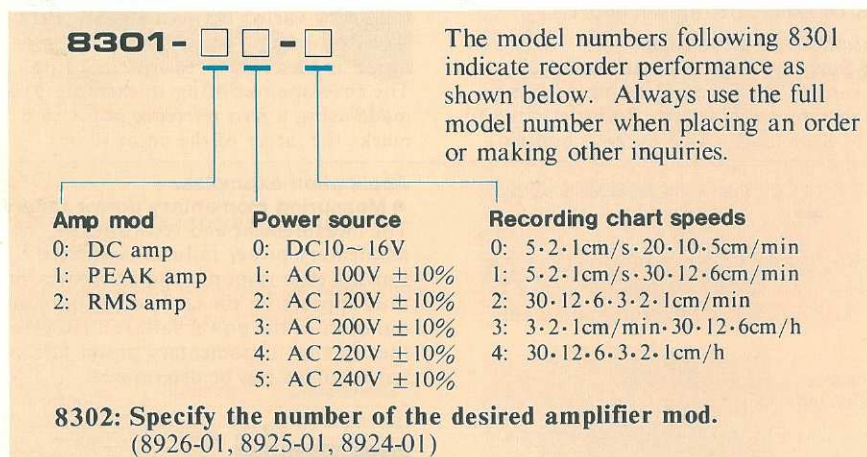 8301-□□-□
The model numbers following 8301
indicate recorder performance as
shown below. Always use the full
model number when placing an order
or making other inquiries.
Amp mod
0: DC amp
1: PEAK amp
2: RMS amp
Power source
0: DC10~16V
1: AC 100V ±10%
2: AC 120V ±10%
3: AC 200V ±10%
4: AC 220V ±10%
5: AC 240V ±10%
Recording chart speeds
0: 5·2·1cm/s·20·10·5cm/min
1: 5·2·1cm/s·30·12·6cm/min
2: 30·12·6·3·2·1cm/min
3: 3·2·1cm/min·30·12·6cm/h
4: 30·12·6·3·2·1cm/h
8302: Specify the number of the desired amplifier mod.
(8926-01, 8925-01, 8924-01)